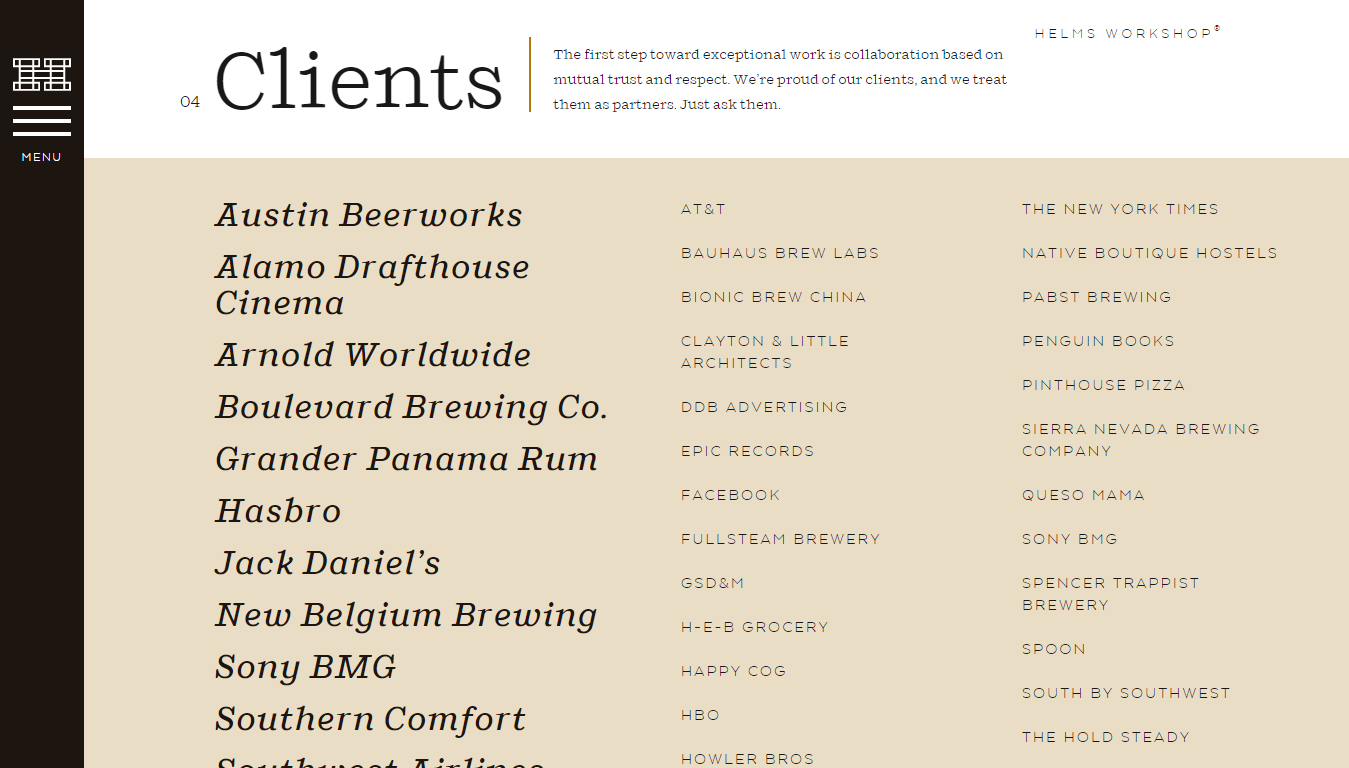 MENU
04
Clients
The first step toward exceptional work is collaboration based on
mutual trust and respect. We’re proud of our clients, and we treat
them as partners. Just ask them.
HELMS WORKSHOP®
Austin Beerworks
Alamo Drafthouse
Cinema
Arnold Worldwide
Boulevard Brewing Co.
Grander Panama Rum
Hasbro
Jack Daniel’s
New Belgium Brewing
Sony BMG
Southern Comfort
Southwest Airlines
AT&T
BAUHAUS BREW LABS
BIONIC BREW CHINA
CLAYTON & LITTLE
ARCHITECTS
DDB ADVERTISING
EPIC RECORDS
FACEBOOK
FULLSTEAM BREWERY
GSD&M
H-E-B GROCERY
HAPPY COG
HBO
HOWLER BROS
THE NEW YORK TIMES
NATIVE BOUTIQUE HOSTELS
PABST BREWING
PENGUIN BOOKS
PINTHOUSE PIZZA
SIERRA NEVADA BREWING
COMPANY
QUESO MAMA
SONY BMG
SPENCER TRAPPIST
BREWERY
SPOON
SOUTH BY SOUTHWEST
THE HOLD STEADY